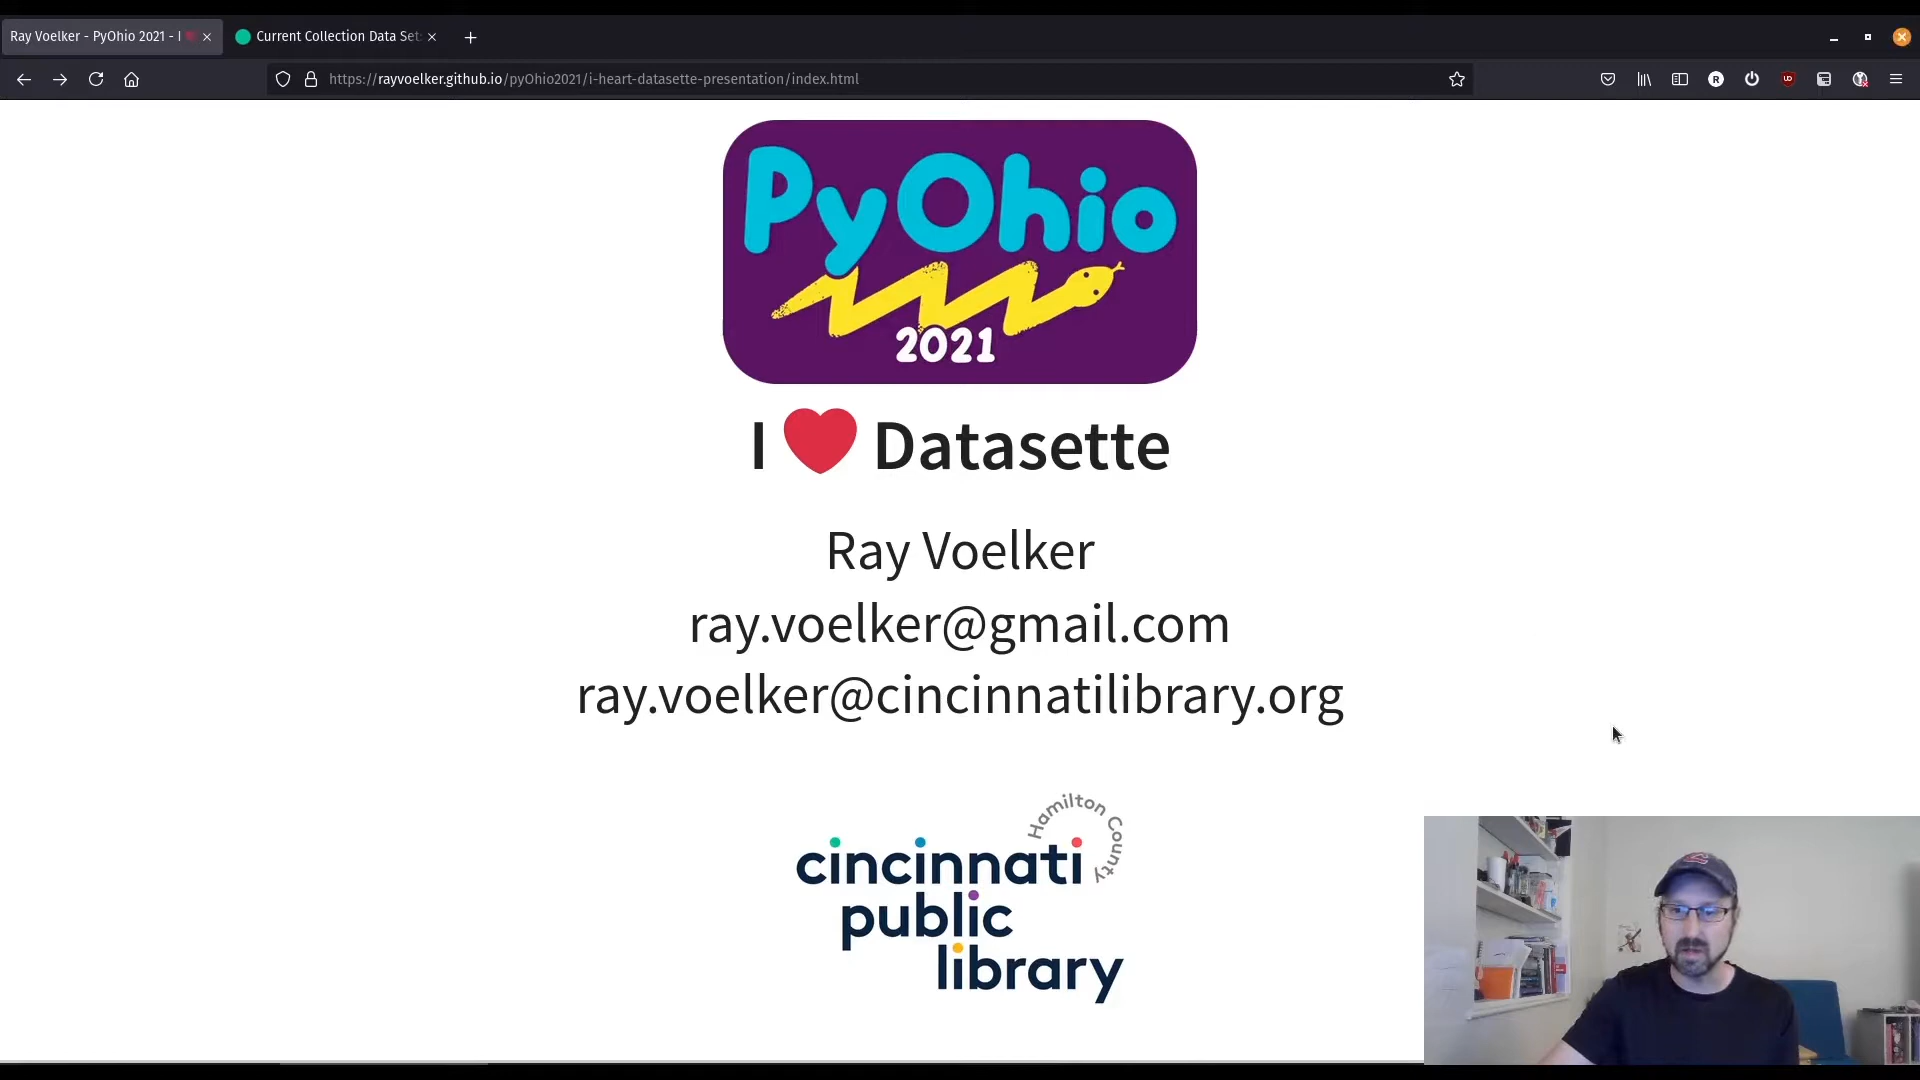 Ray Voelker - PyOhio 2021 - I
Current Collection Data Set
https://rayvoelker.github.io/pyOhio2021/i-heart-datasette-presentation/index.html
PyOhio
2021
I ❤ Datasette
Ray Voelker
ray.voelker@gmail.com
ray.voelker@cincinnatilibrary.org
Hamilton County
cincinnati
public
library